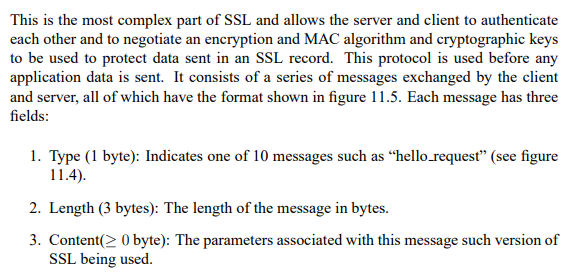 This is the most complex part of SSL and allows the server and client to authenticate
each other and to negotiate an encryption and MAC algorithm and cryptographic keys
to be used to protect data sent in an SSL record. This protocol is used before any
application data is sent. It consists of a series of messages exchanged by the client
and server, all of which have the format shown in figure 11.5. Each message has three
fields:
1. Type (1 byte): Indicates one of 10 messages such as “hello_request” (see figure
11.4).
2. Length (3 bytes): The length of the message in bytes.
3. Content(≥ 0 byte): The parameters associated with this message such version of
SSL being used.